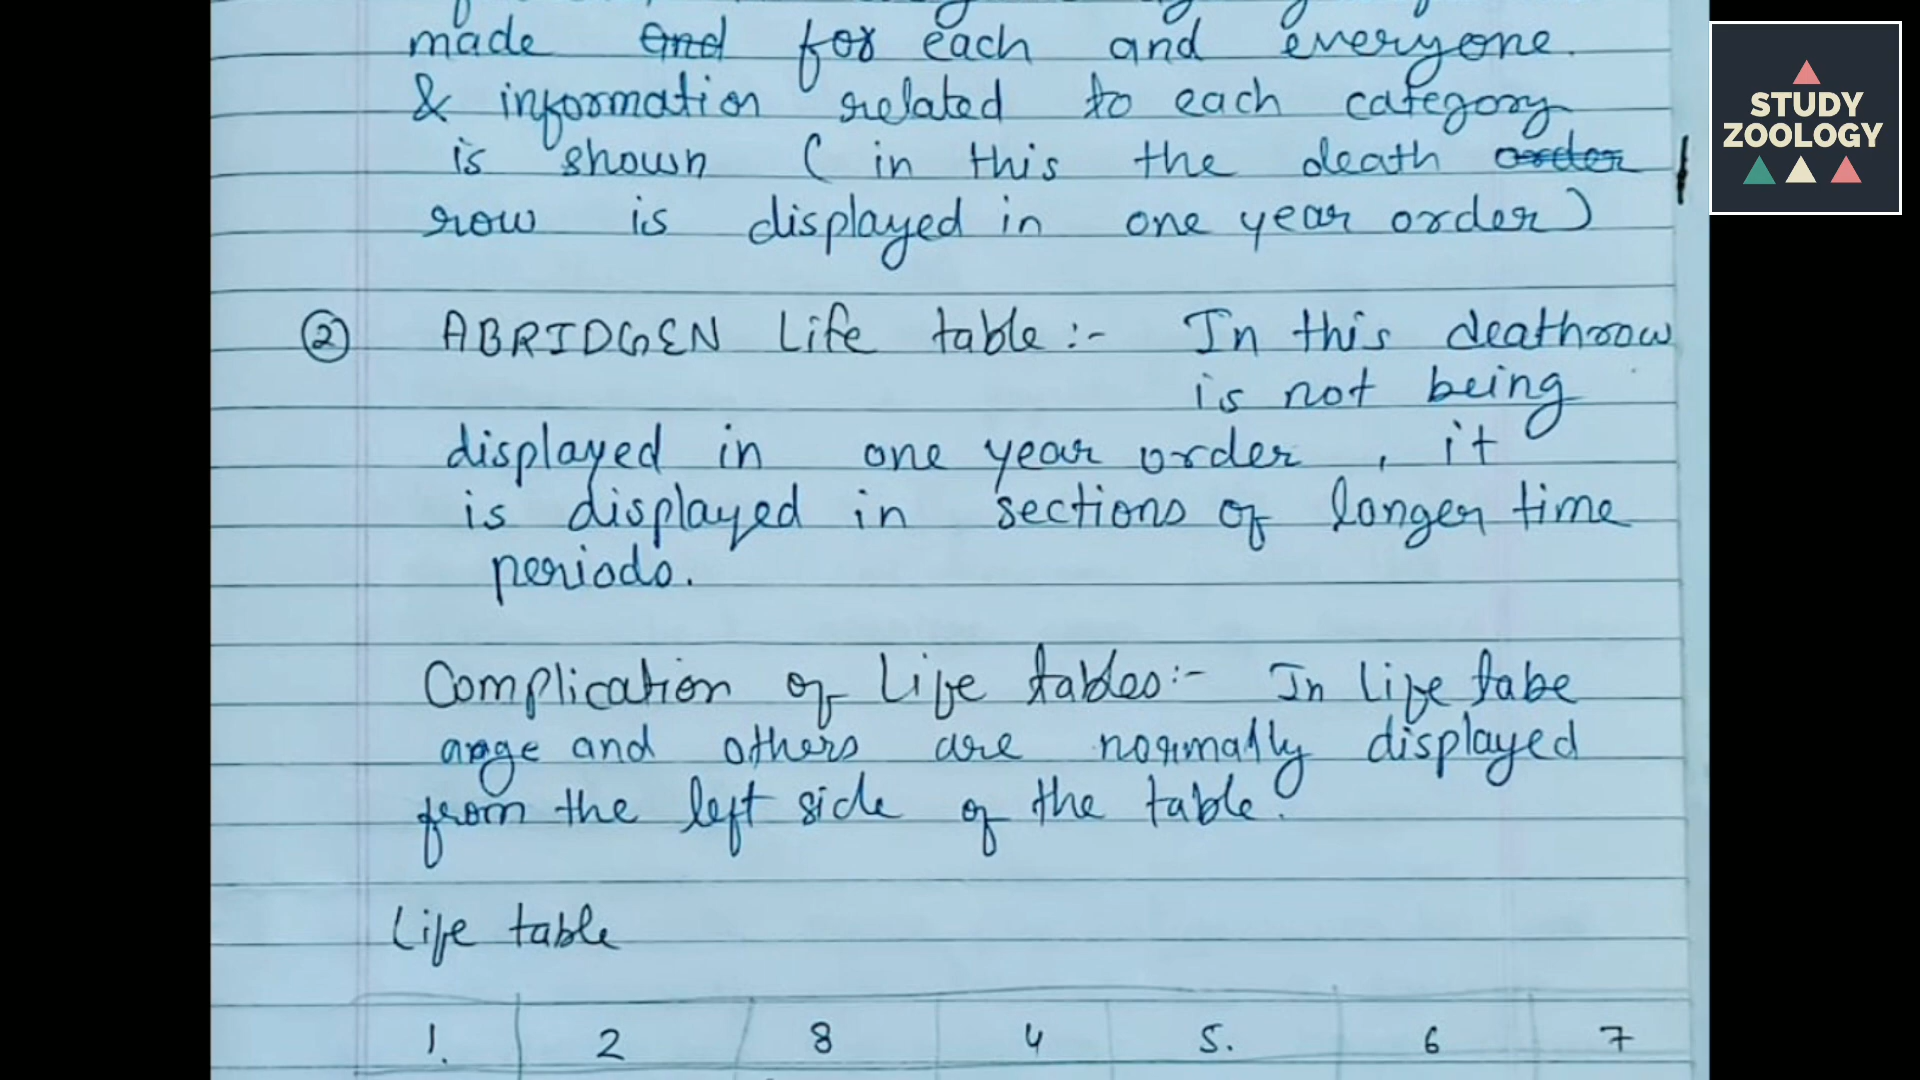 made and for each and everyone.
& information related to each category
is shown ( in this the death order
row is displayed in one year order)
② ABRIDGEN Life table :- In this deathrow
is not being
displayed in one year order , it
is displayed in sections of longer time
periods.
Complication of Life tables:- In life tabe
ange and others are normally displayed
from the left side of the table.
Life table
1. 2 8 4 5. 6 7
STUDY
ZOOLOGY